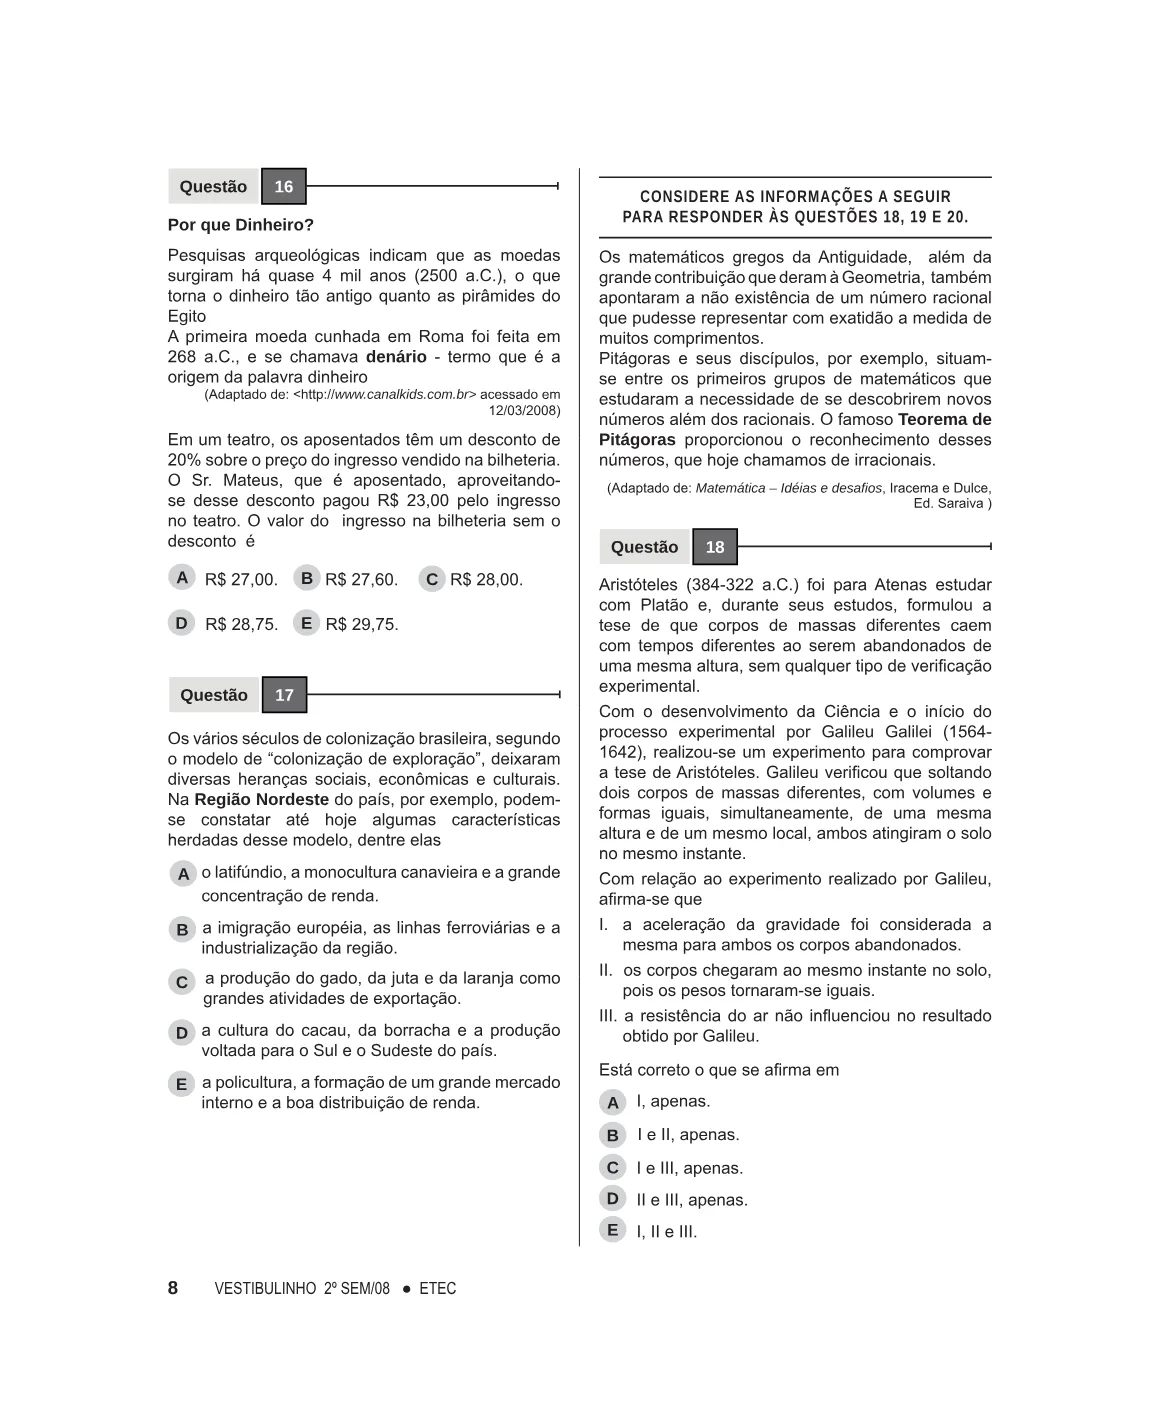 Questão 16
Por que Dinheiro?
Pesquisas arqueológicas indicam que as moedas
surgiram há quase 4 mil anos (2500 a.C.), o que
torna o dinheiro tão antigo quanto as pirâmides do
Egito
A primeira moeda cunhada em Roma foi feita em
268 a.C., e se chamava denário - termo que é a
origem da palavra dinheiro
(Adaptado de: <http://www.canalkids.com.br> acessado em
12/03/2008)
Em um teatro, os aposentados têm um desconto de
20% sobre o preço do ingresso vendido na bilheteria.
O Sr. Mateus, que é aposentado, aproveitando-
se desse desconto pagou R$ 23,00 pelo ingresso
no teatro. O valor do ingresso na bilheteria sem o
desconto é
A R$ 27,00. B R$ 27,60. C R$ 28,00.
D R$ 28,75. E R$ 29,75.
Questão 17
Os vários séculos de colonização brasileira, segundo
o modelo de “colonização de exploração”, deixaram
diversas heranças sociais, econômicas e culturais.
Na Região Nordeste do país, por exemplo, podem-
se constatar até hoje algumas características
herdadas desse modelo, dentre elas
A o latifúndio, a monocultura canavieira e a grande
concentração de renda.
B a imigração européia, as linhas ferroviárias e a
industrialização da região.
C a produção do gado, da juta e da laranja como
grandes atividades de exportação.
D a cultura do cacau, da borracha e a produção
voltada para o Sul e o Sudeste do país.
E a policultura, a formação de um grande mercado
interno e a boa distribuição de renda.
CONSIDERE AS INFORMAÇÕES A SEGUIR
PARA RESPONDER ÀS QUESTÕES 18, 19 E 20.
Os matemáticos gregos da Antiguidade, além da
grande contribuição que deram à Geometria, também
apontaram a não existência de um número racional
que pudesse representar com exatidão a medida de
muitos comprimentos.
Pitágoras e seus discípulos, por exemplo, situam-
se entre os primeiros grupos de matemáticos que
estudaram a necessidade de se descobrirem novos
números além dos racionais. O famoso Teorema de
Pitágoras proporcionou o reconhecimento desses
números, que hoje chamamos de irracionais.
(Adaptado de: Matemática – Idéias e desafios, Iracema e Dulce,
Ed. Saraiva )
Questão 18
Aristóteles (384-322 a.C.) foi para Atenas estudar
com Platão e, durante seus estudos, formulou a
tese de que corpos de massas diferentes caem
com tempos diferentes ao serem abandonados de
uma mesma altura, sem qualquer tipo de verificação
experimental.
Com o desenvolvimento da Ciência e o início do
processo experimental por Galileu Galilei (1564-
1642), realizou-se um experimento para comprovar
a tese de Aristóteles. Galileu verificou que soltando
dois corpos de massas diferentes, com volumes e
formas iguais, simultaneamente, de uma mesma
altura e de um mesmo local, ambos atingiram o solo
no mesmo instante.
Com relação ao experimento realizado por Galileu,
afirma-se que
I. a aceleração da gravidade foi considerada a
mesma para ambos os corpos abandonados.
II. os corpos chegaram ao mesmo instante no solo,
pois os pesos tornaram-se iguais.
III. a resistência do ar não influenciou no resultado
obtido por Galileu.
Está correto o que se afirma em
A I, apenas.
B I e II, apenas.
C I e III, apenas.
D II e III, apenas.
E I, II e III.
8 VESTIBULINHO 2º SEM/08 ● ETEC